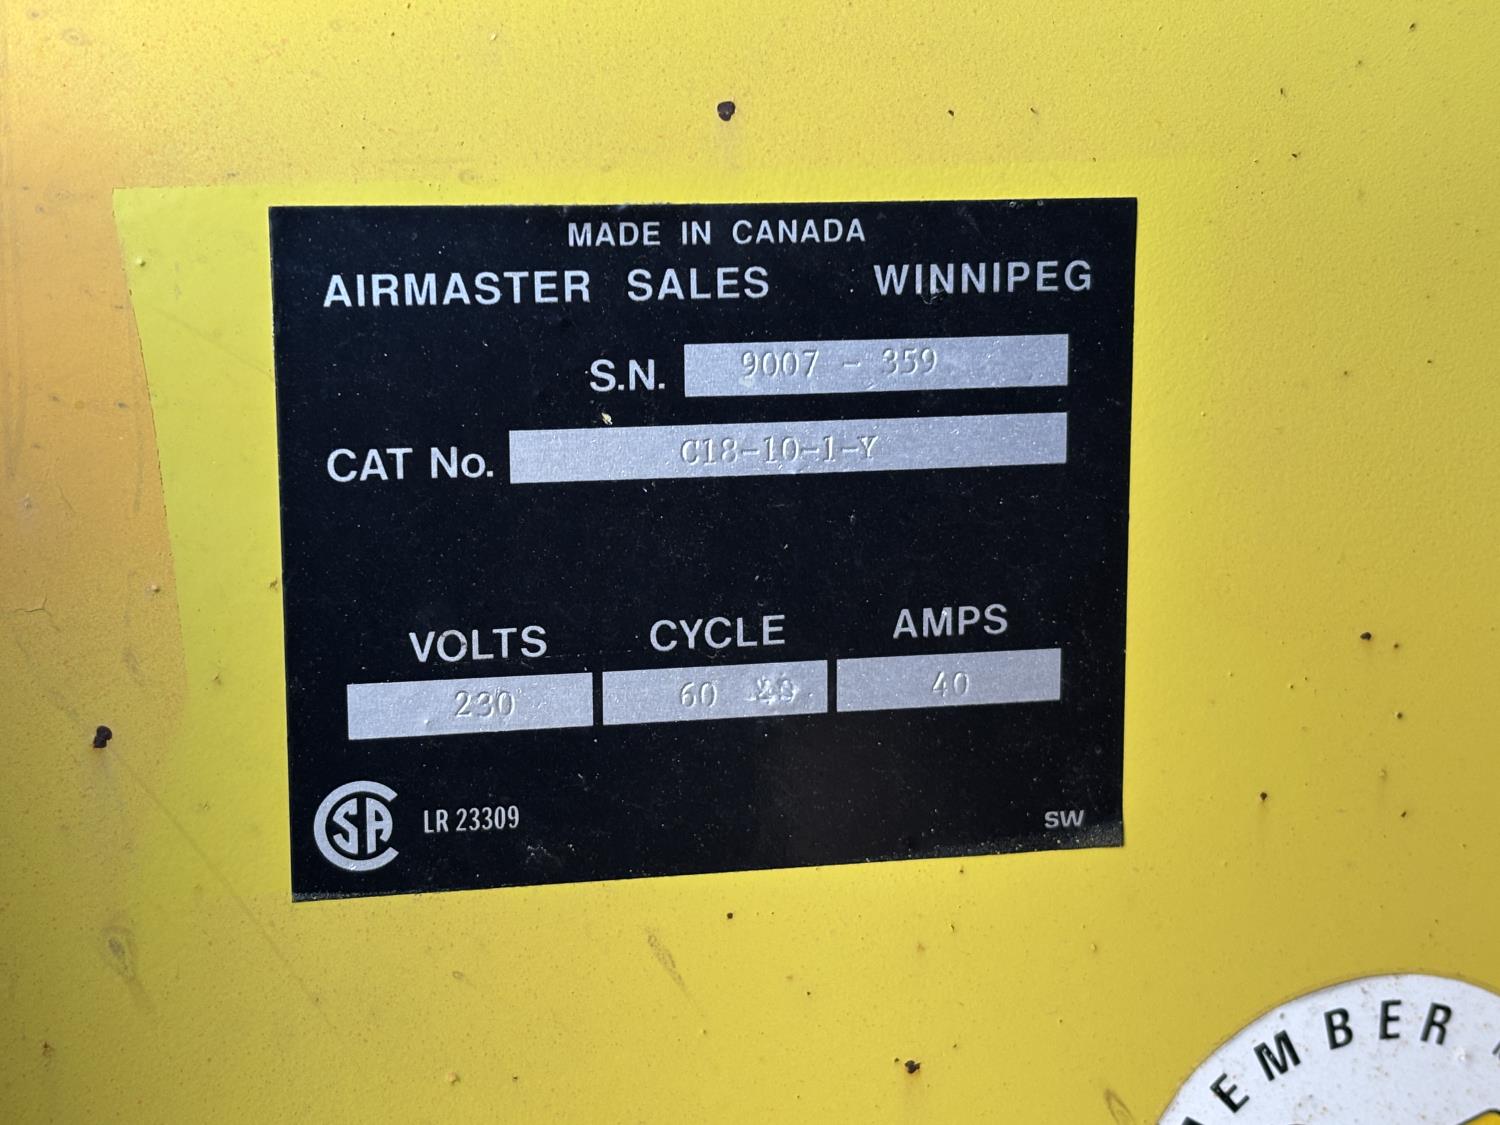 MADE IN CANADA
AIRMASTER SALES WINNIPEG
S.N. 9007 - 359
CAT No. C18-10-1-Y
VOLTS CYCLE AMPS
230 60 40
CSA LR 23309 SW
EMBER